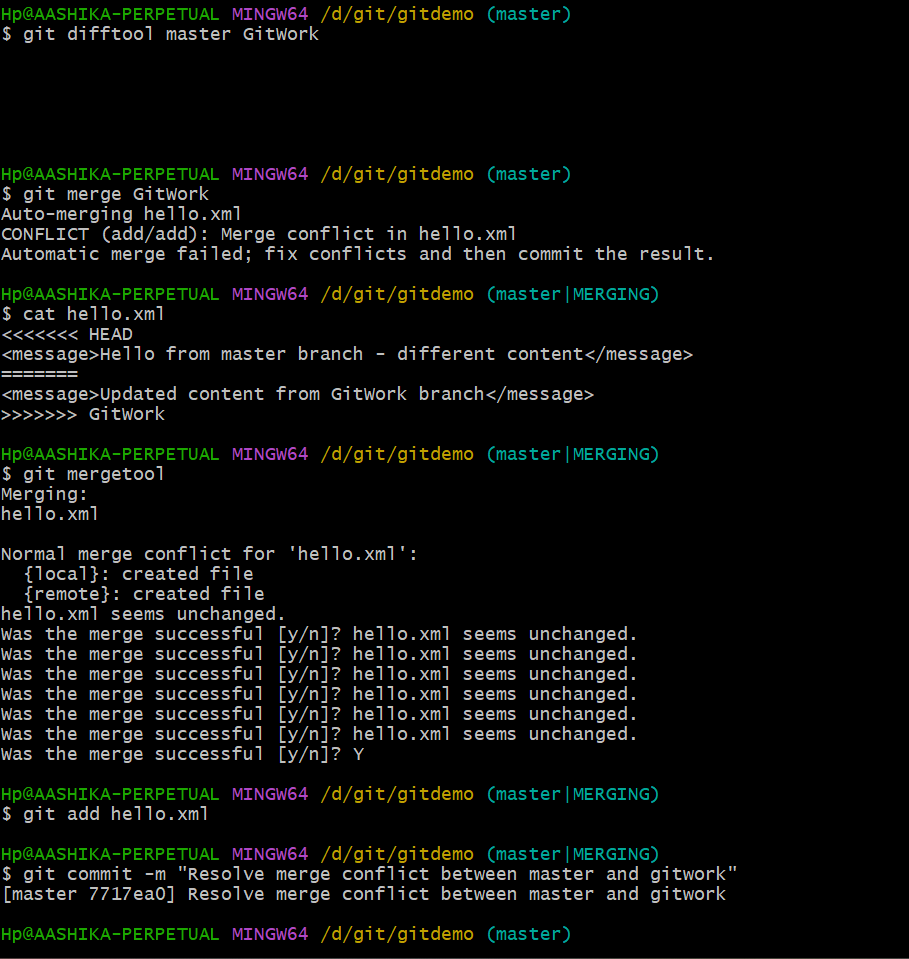 Hp@AASHIKA-PERPETUAL MINGW64 /d/git/gitdemo (master)
$ git difftool master GitWork
Hp@AASHIKA-PERPETUAL MINGW64 /d/git/gitdemo (master)
$ git merge GitWork
Auto-merging hello.xml
CONFLICT (add/add): Merge conflict in hello.xml
Automatic merge failed; fix conflicts and then commit the result.
Hp@AASHIKA-PERPETUAL MINGW64 /d/git/gitdemo (master|MERGING)
$ cat hello.xml
<<<<<<< HEAD
<message>Hello from master branch - different content</message>
=======
<message>Updated content from GitWork branch</message>
>>>>>>> GitWork
Hp@AASHIKA-PERPETUAL MINGW64 /d/git/gitdemo (master|MERGING)
$ git mergetool
Merging:
hello.xml
Normal merge conflict for 'hello.xml':
  {local}: created file
  {remote}: created file
hello.xml seems unchanged.
Was the merge successful [y/n]? hello.xml seems unchanged.
Was the merge successful [y/n]? hello.xml seems unchanged.
Was the merge successful [y/n]? hello.xml seems unchanged.
Was the merge successful [y/n]? hello.xml seems unchanged.
Was the merge successful [y/n]? hello.xml seems unchanged.
Was the merge successful [y/n]? hello.xml seems unchanged.
Was the merge successful [y/n]? Y
Hp@AASHIKA-PERPETUAL MINGW64 /d/git/gitdemo (master|MERGING)
$ git add hello.xml
Hp@AASHIKA-PERPETUAL MINGW64 /d/git/gitdemo (master|MERGING)
$ git commit -m "Resolve merge conflict between master and gitwork"
[master 7717ea0] Resolve merge conflict between master and gitwork
Hp@AASHIKA-PERPETUAL MINGW64 /d/git/gitdemo (master)